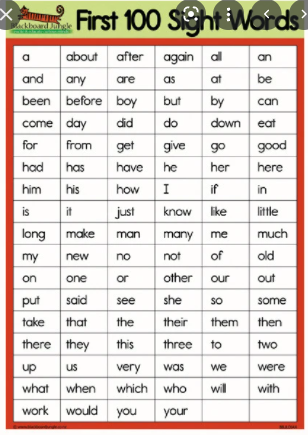 Blackboard Jungle First 100 Sight Words
a about after again all an
and any are as at be
been before boy but by can
come day did do down eat
for from get give go good
had has have he her here
him his how I if in
is it just know like little
long make man many me much
my new no not of old
on one or other our out
put said see she so some
take that the their them then
there they this three to two
up us very was we were
what when which who will with
work would you your